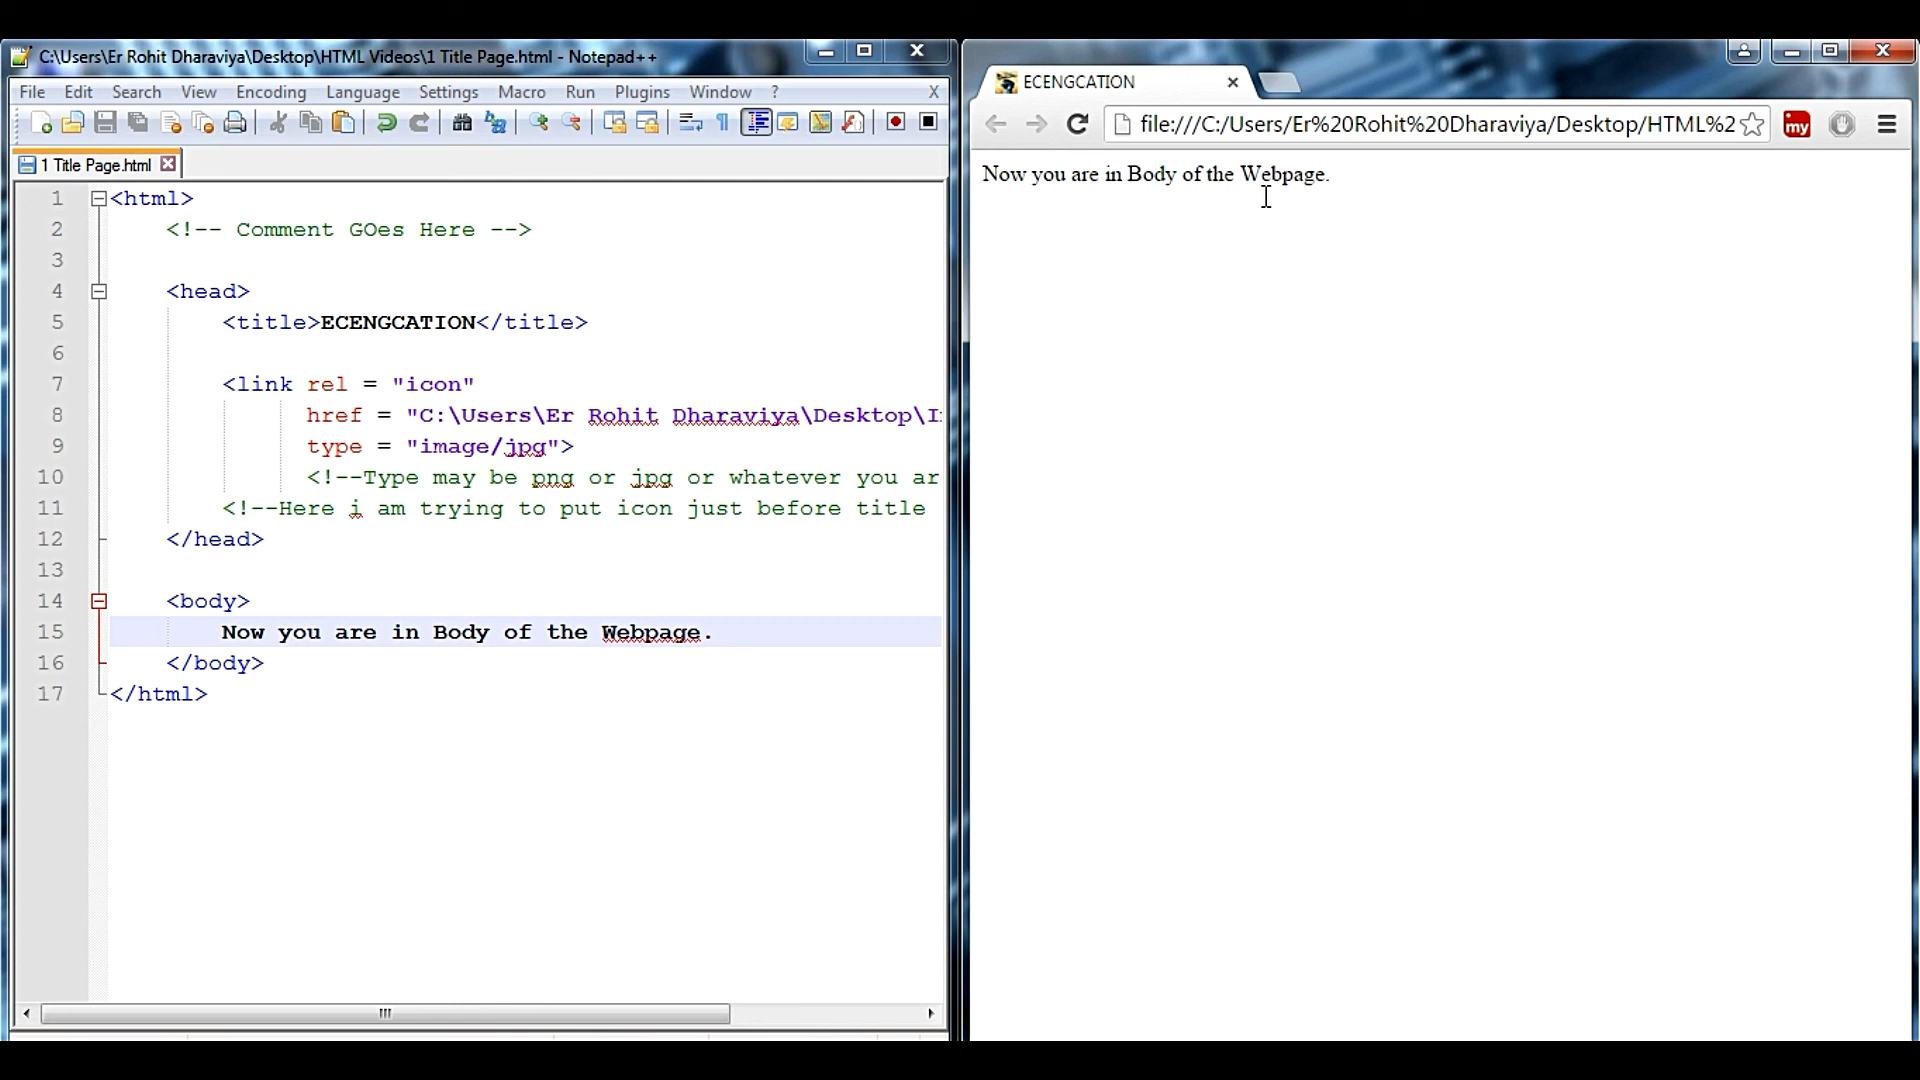 C:\Users\Er Rohit Dharaviya\Desktop\HTML Videos\1 Title Page.html - Notepad++
File Edit Search View Encoding Language Settings Macro Run Plugins Window ? X
1 Title Page.html
1 <html>
2 <!-- Comment GOes Here -->
3
4 <head>
5 <title>ECENGCATION</title>
6
7 <link rel = "icon"
8 href = "C:\Users\Er Rohit Dharaviya\Desktop\I
9 type = "image/jpg">
10 <!--Type may be png or jpg or whatever you ar
11 <!--Here i am trying to put icon just before title
12 </head>
13
14 <body>
15 Now you are in Body of the Webpage.
16 </body>
17 </html>
ECENGCATION
file:///C:/Users/Er%20Rohit%20Dharaviya/Desktop/HTML%2
my
Now you are in Body of the Webpage.